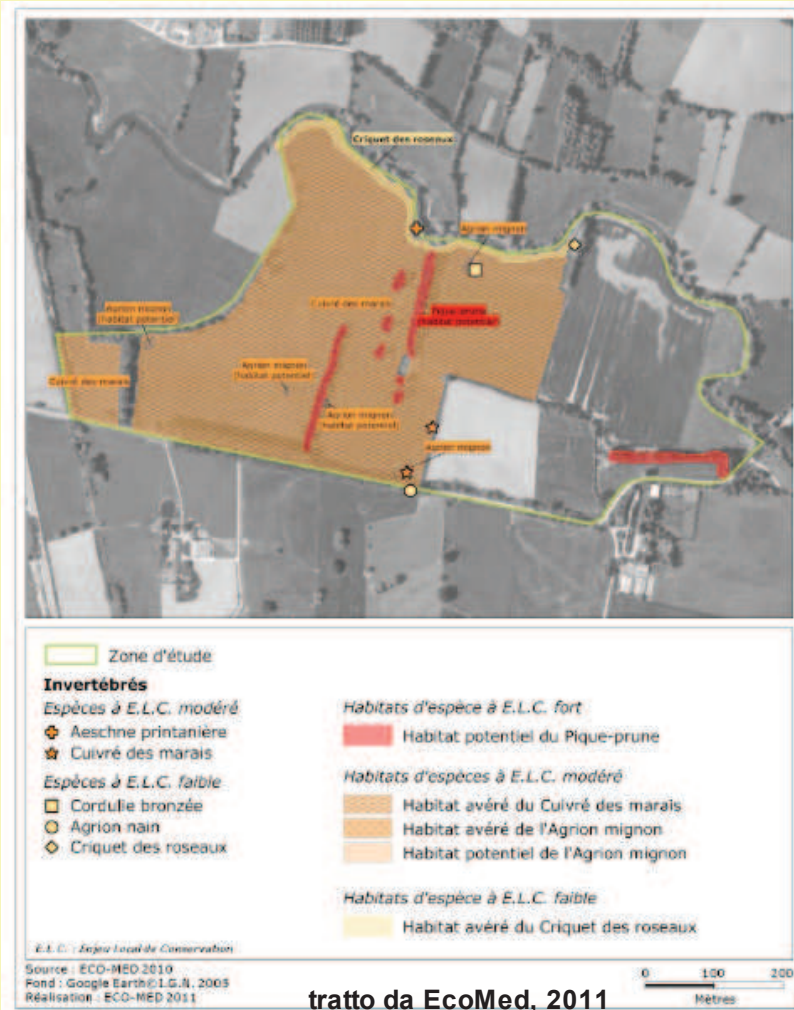 Criquet des roseaux
Agrion mignon
Cuivré des marais
Pique-prune
(habitat potentiel)
Agrion mignon
(habitat potentiel)
Agrion mignon
(habitat potentiel)
Cuivré des marais
Agrion mignon
(habitat potentiel)
Agrion mignon
Zone d'étude
Invertébrés
Espèces à E.L.C. modéré
Aeschne printanière
Cuivré des marais
Espèces à E.L.C. faible
Cordulie bronzée
Agrion nain
Criquet des roseaux
Habitats d'espèce à E.L.C. fort
Habitat potentiel du Pique-prune
Habitats d'espèces à E.L.C. modéré
Habitat avéré du Cuivré des marais
Habitat avéré de l'Agrion mignon
Habitat potentiel de l'Agrion mignon
Habitats d'espèce à E.L.C. faible
Habitat avéré du Criquet des roseaux
E.L.C. : Enjeu Local de Conservation
Source : ECO-MED 2010
Fond : Google Earth©I.G.N. 2005
Réalisation : ECO-MED 2011
tratto da EcoMed, 2011
0 100 200
Mètres